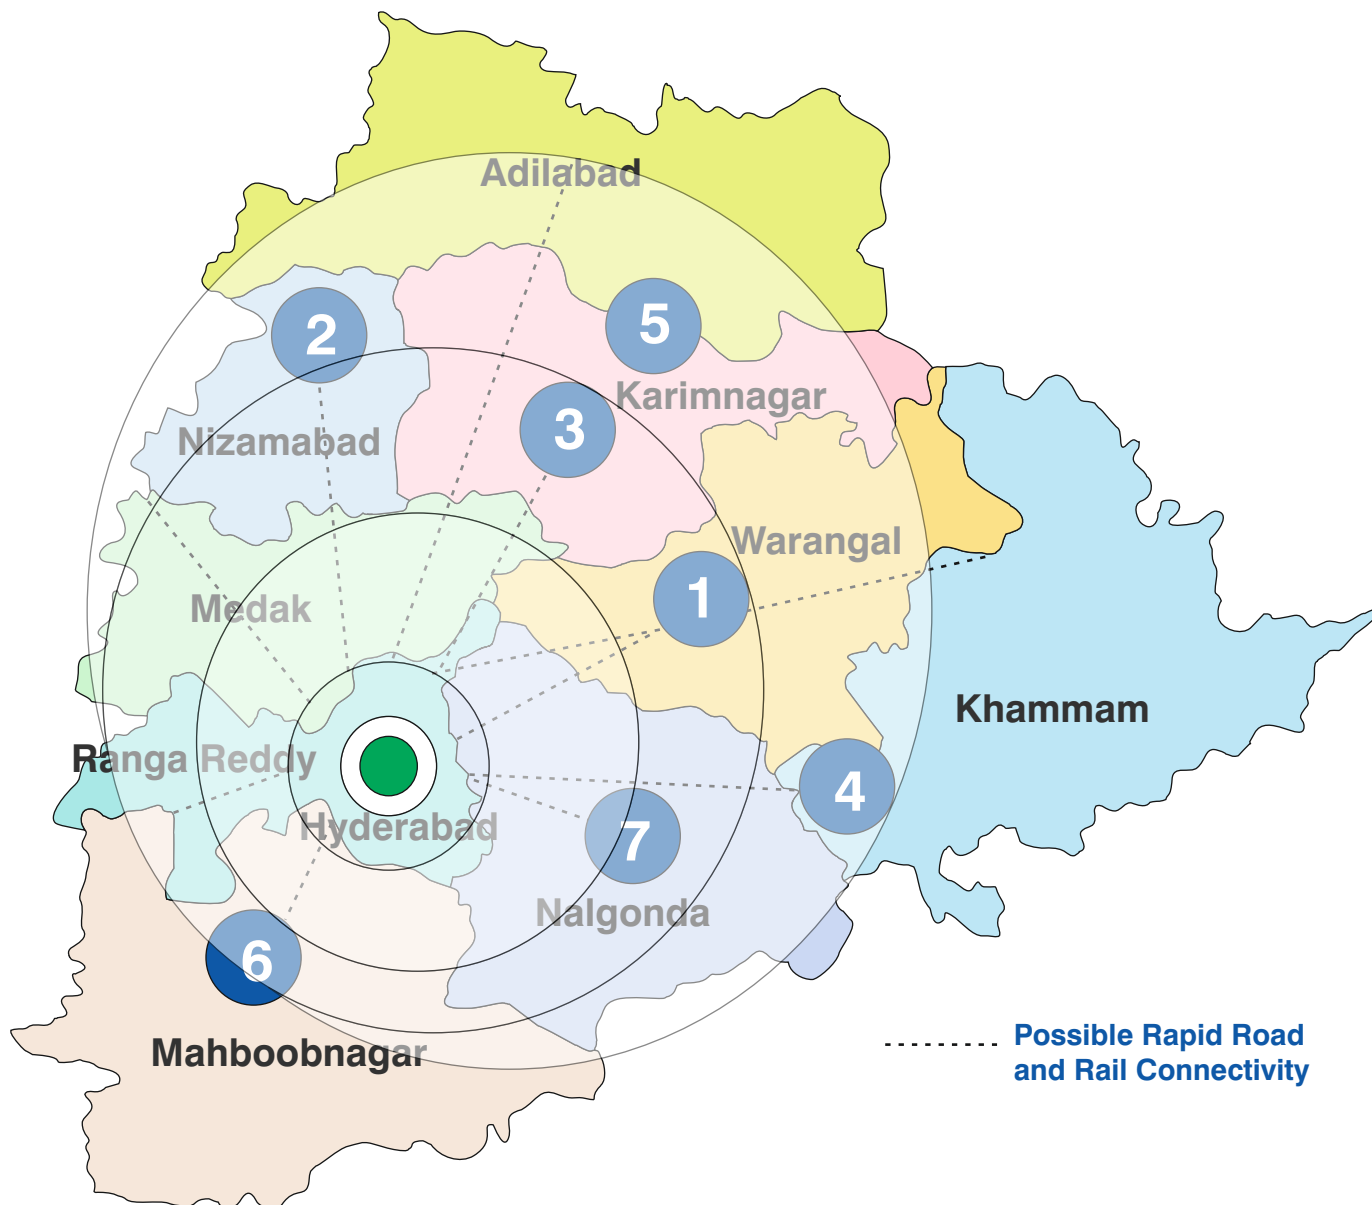 Adilabad
2
5
Karimnagar
3
Nizamabad
Warangal
1
Medak
Khammam
Ranga Reddy
4
Hyderabad
7
Nalgonda
6
Mahboobnagar
Possible Rapid Road
and Rail Connectivity